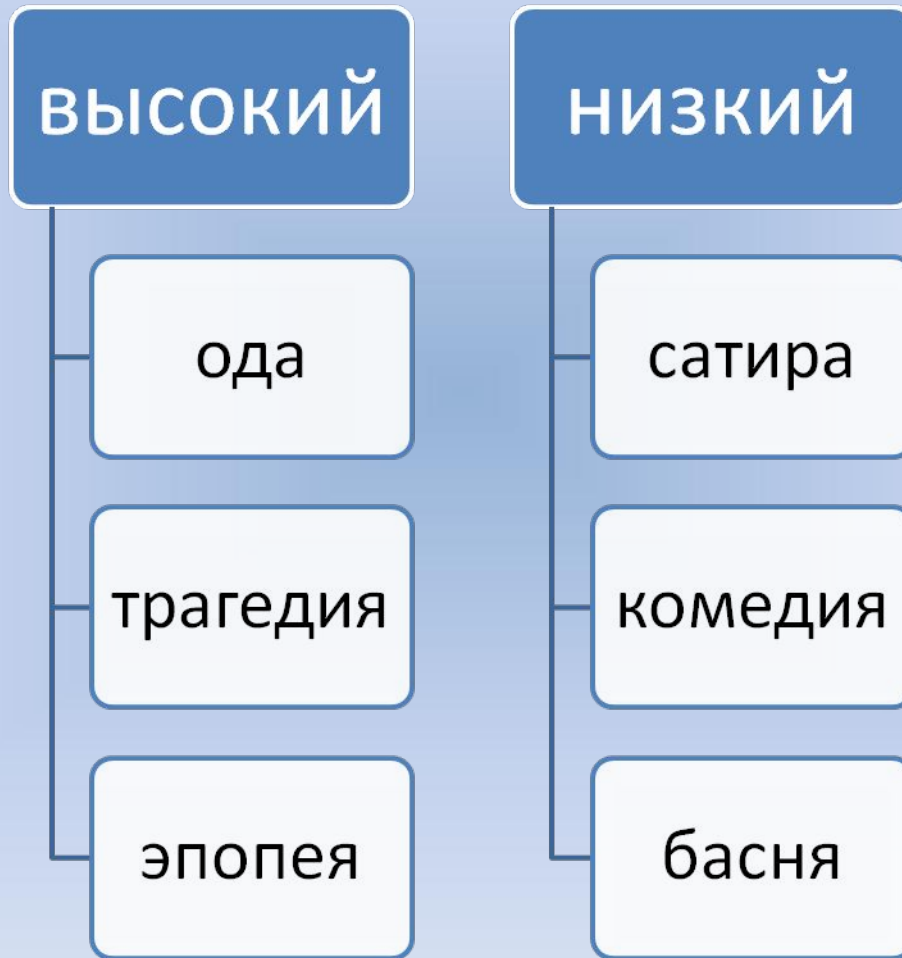 высокий
ода
трагедия
эпопея
низкий
сатира
комедия
басня